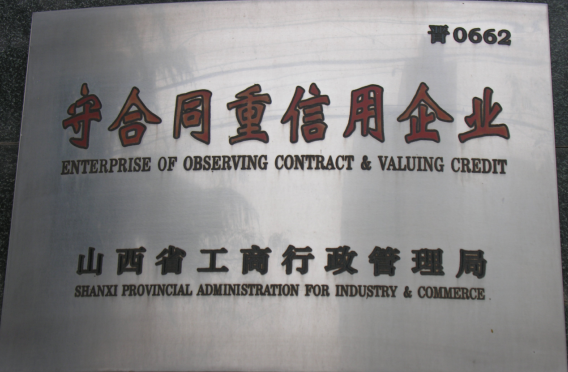 晋0662
守合同重信用企业
ENTERPRISE OF OBSERVING CONTRACT & VALUING CREDIT
山西省工商行政管理局
SHANXI PROVINCIAL ADMINISTRATION FOR INDUSTRY & COMMERCE